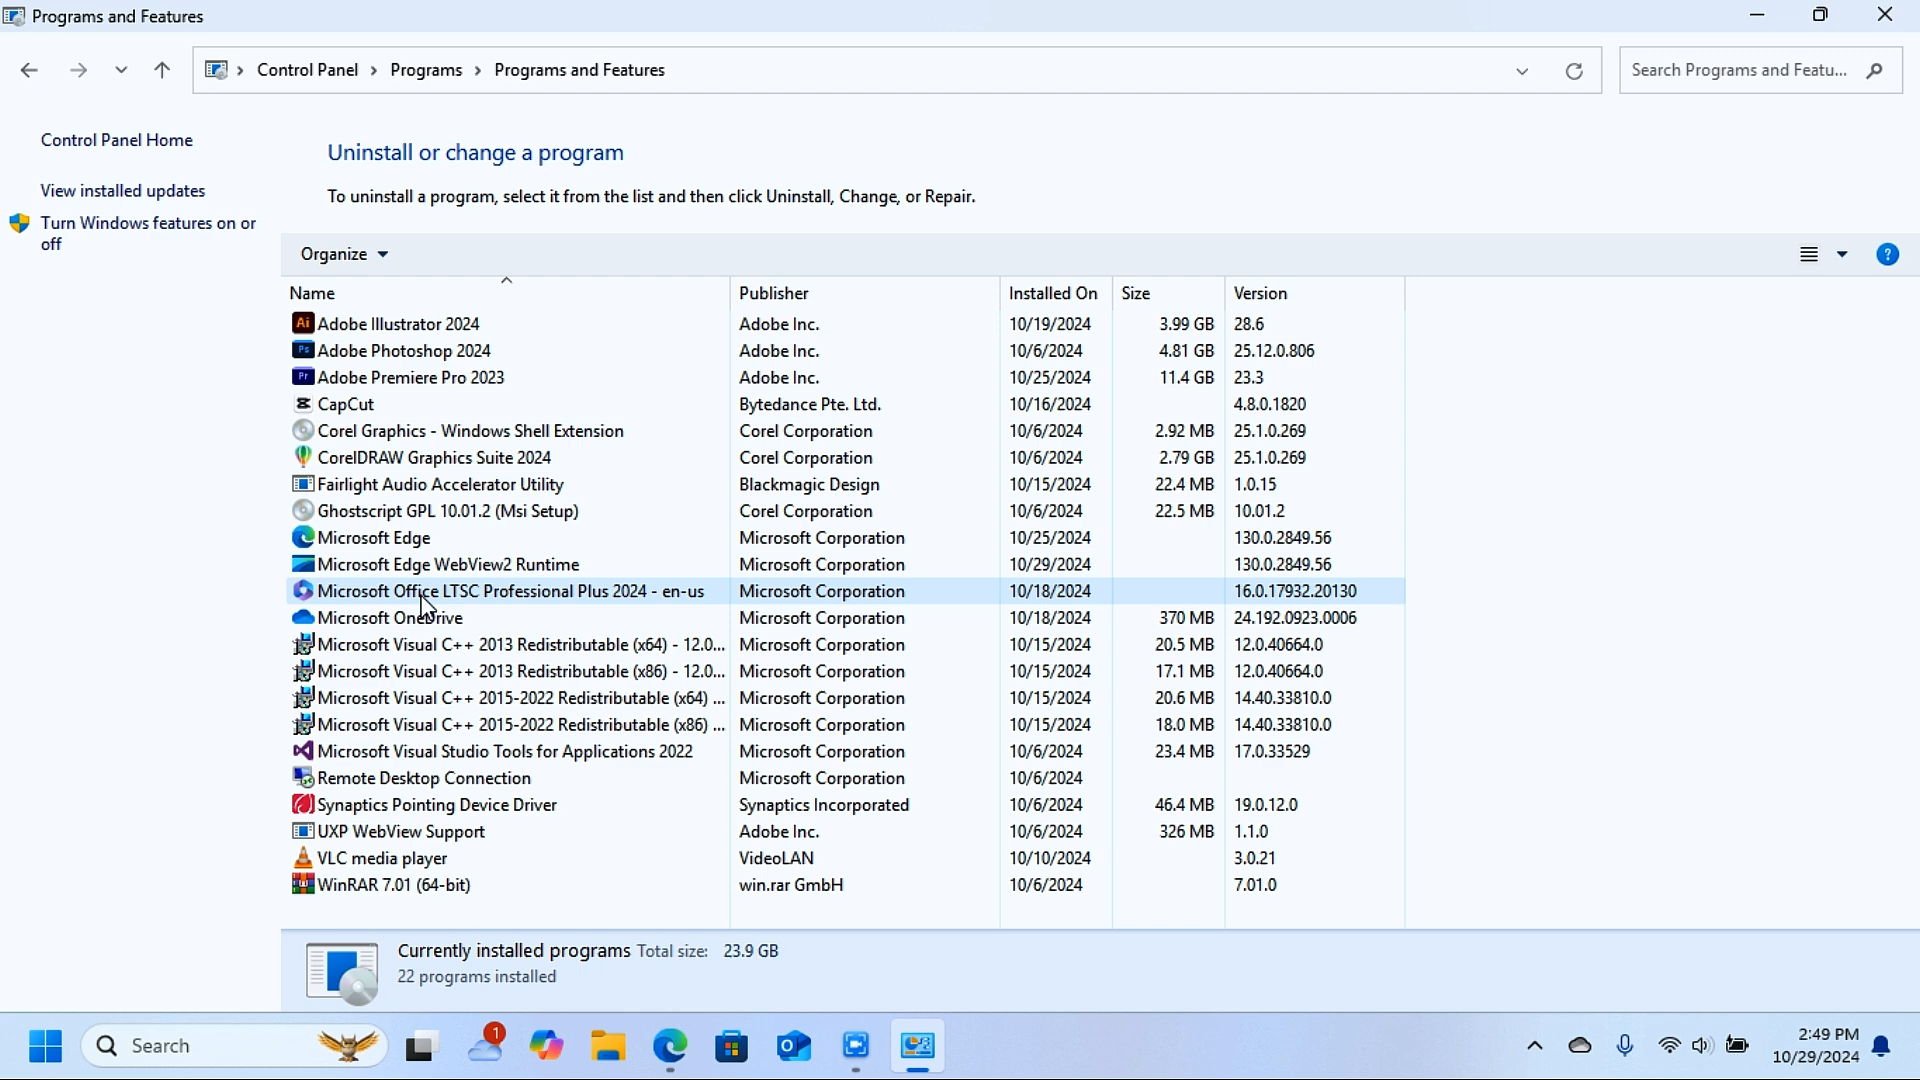 Programs and Features
Control Panel > Programs > Programs and Features
Search Programs and Featu...
Control Panel Home
View installed updates
Turn Windows features on or
off
Uninstall or change a program
To uninstall a program, select it from the list and then click Uninstall, Change, or Repair.
Organize
Name Publisher Installed On Size Version
Adobe Illustrator 2024 Adobe Inc. 10/19/2024 3.99 GB 28.6
Adobe Photoshop 2024 Adobe Inc. 10/6/2024 4.81 GB 25.12.0.806
Adobe Premiere Pro 2023 Adobe Inc. 10/25/2024 11.4 GB 23.3
CapCut Bytedance Pte. Ltd. 10/16/2024 4.8.0.1820
Corel Graphics - Windows Shell Extension Corel Corporation 10/6/2024 2.92 MB 25.1.0.269
CorelDRAW Graphics Suite 2024 Corel Corporation 10/6/2024 2.79 GB 25.1.0.269
Fairlight Audio Accelerator Utility Blackmagic Design 10/15/2024 22.4 MB 1.0.15
Ghostscript GPL 10.01.2 (Msi Setup) Corel Corporation 10/6/2024 22.5 MB 10.01.2
Microsoft Edge Microsoft Corporation 10/25/2024 130.0.2849.56
Microsoft Edge WebView2 Runtime Microsoft Corporation 10/29/2024 130.0.2849.56
Microsoft Office LTSC Professional Plus 2024 - en-us Microsoft Corporation 10/18/2024 16.0.17932.20130
Microsoft OneDrive Microsoft Corporation 10/18/2024 370 MB 24.192.0923.0006
Microsoft Visual C++ 2013 Redistributable (x64) - 12.0... Microsoft Corporation 10/15/2024 20.5 MB 12.0.40664.0
Microsoft Visual C++ 2013 Redistributable (x86) - 12.0... Microsoft Corporation 10/15/2024 17.1 MB 12.0.40664.0
Microsoft Visual C++ 2015-2022 Redistributable (x64) ... Microsoft Corporation 10/15/2024 20.6 MB 14.40.33810.0
Microsoft Visual C++ 2015-2022 Redistributable (x86) ... Microsoft Corporation 10/15/2024 18.0 MB 14.40.33810.0
Microsoft Visual Studio Tools for Applications 2022 Microsoft Corporation 10/6/2024 23.4 MB 17.0.33529
Remote Desktop Connection Microsoft Corporation 10/6/2024
Synaptics Pointing Device Driver Synaptics Incorporated 10/6/2024 46.4 MB 19.0.12.0
UXP WebView Support Adobe Inc. 10/6/2024 326 MB 1.1.0
VLC media player VideoLAN 10/10/2024 3.0.21
WinRAR 7.01 (64-bit) win.rar GmbH 10/6/2024 7.01.0
Currently installed programs Total size: 23.9 GB
22 programs installed
Search
1
2:49 PM
10/29/2024